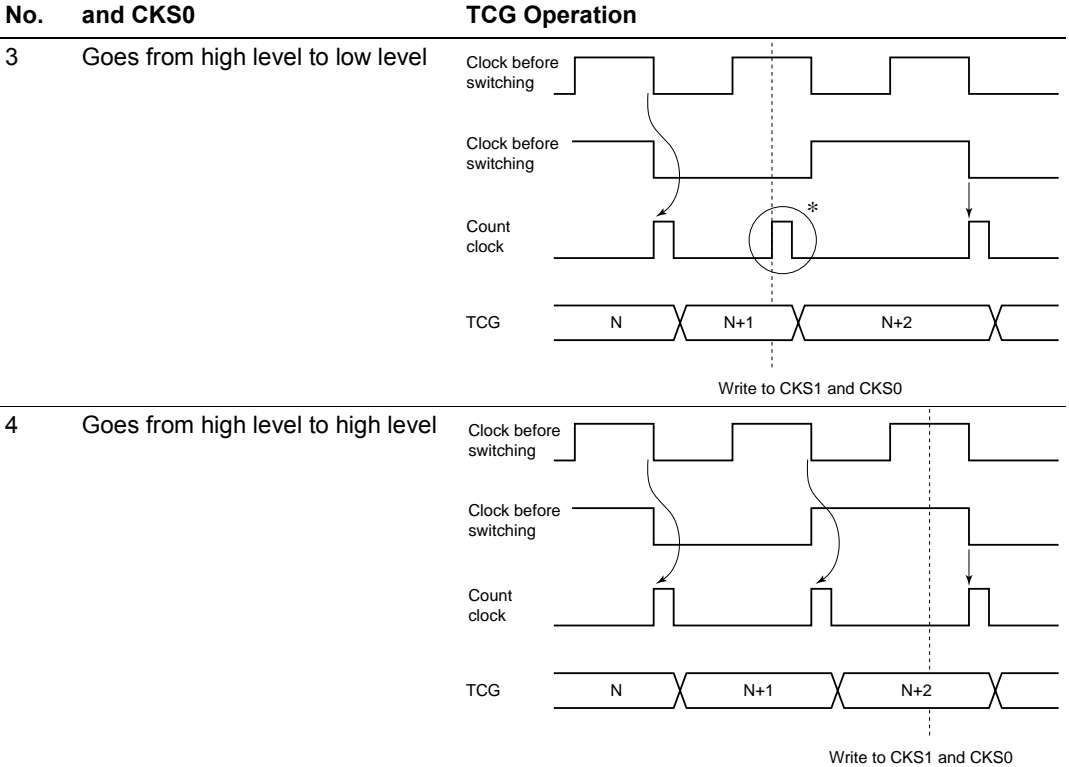 No. and CKS0 TCG Operation
3 Goes from high level to low level
Clock before
switching
Clock before
switching
*
Count
clock
TCG N N+1 N+2
Write to CKS1 and CKS0
4 Goes from high level to high level
Clock before
switching
Clock before
switching
Count
clock
TCG N N+1 N+2
Write to CKS1 and CKS0